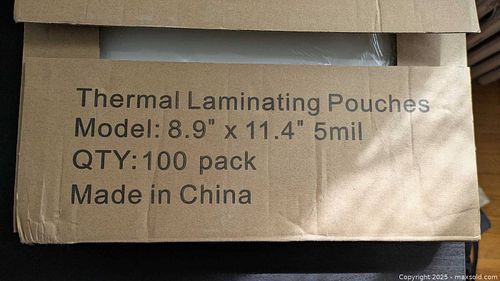 Thermal Laminating Pouches
Model: 8.9" x 11.4" 5mil
QTY: 100 pack
Made in China
Copyright © 2025 - maxsold.com